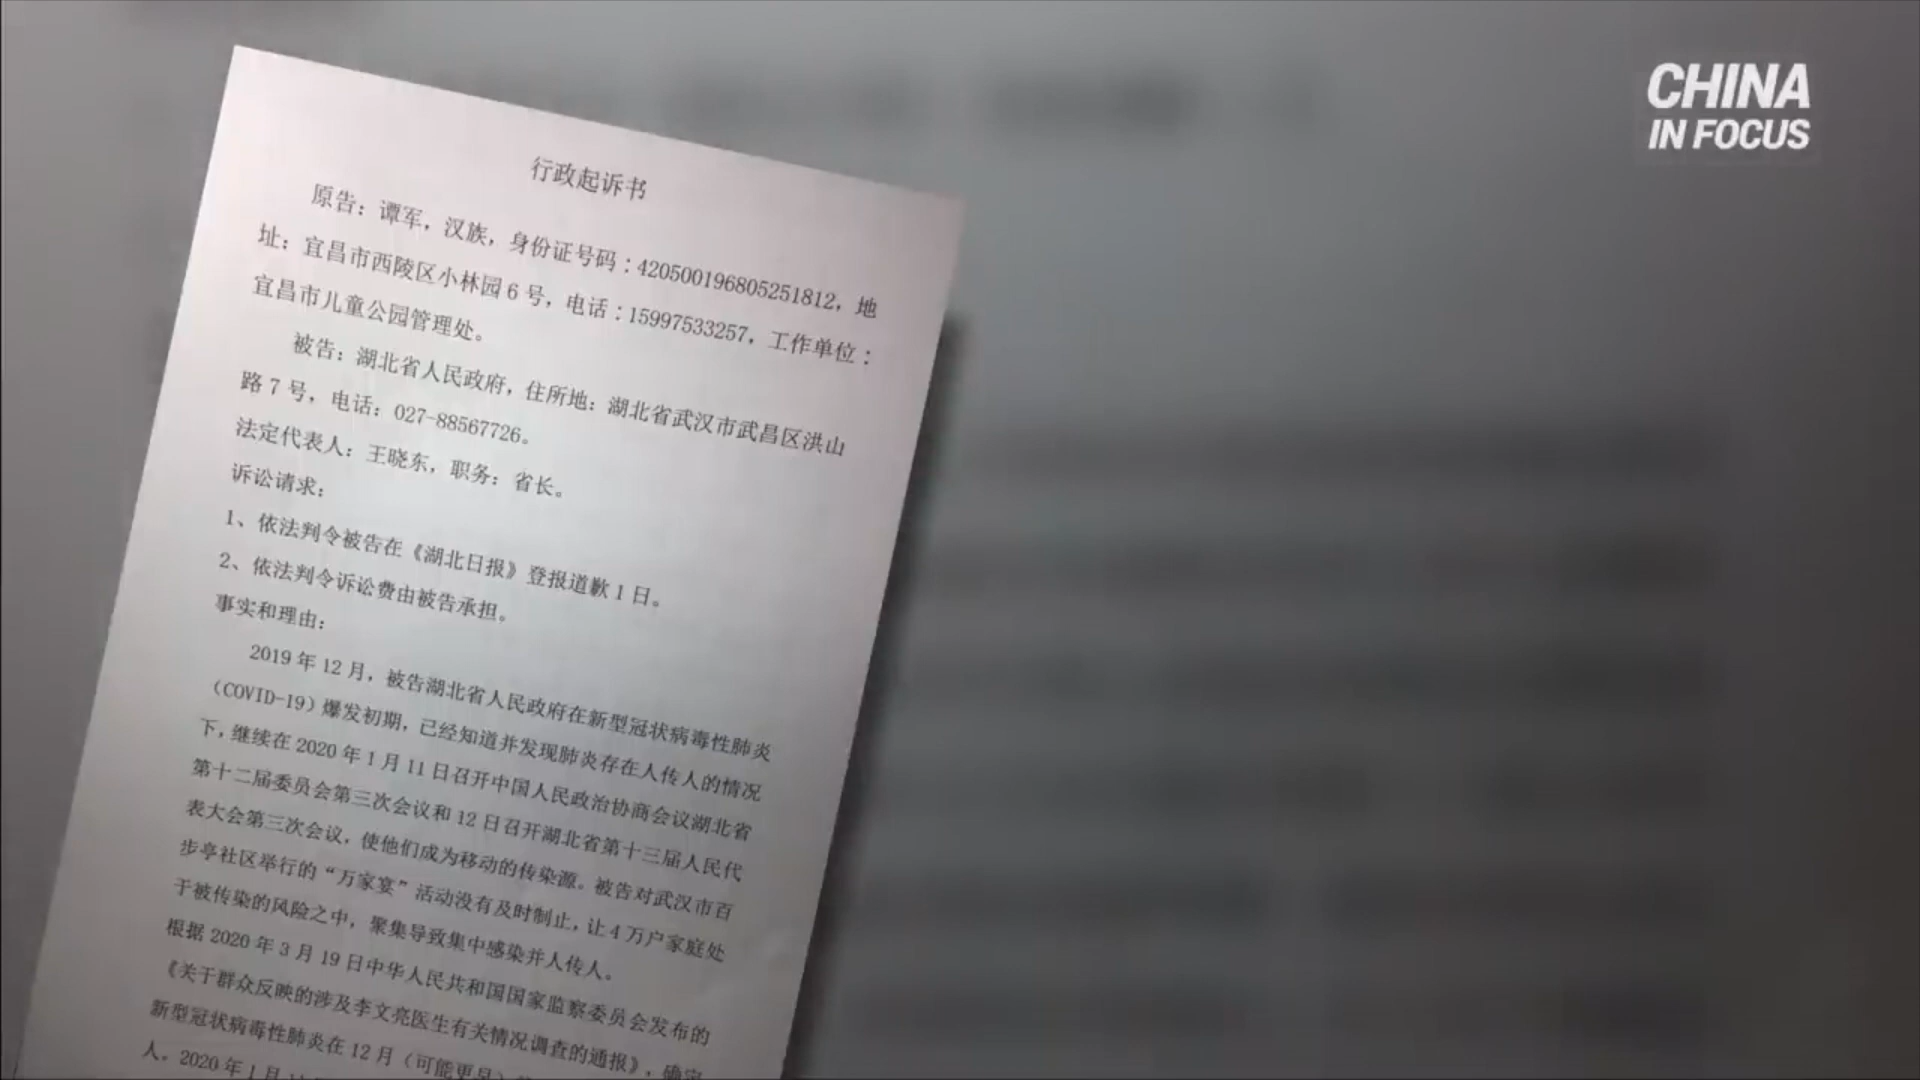 CHINA
IN FOCUS
行政起诉书
原告：谭军，汉族，身份证号码：420500196805251812，地
址：宜昌市西陵区小林园6号，电话：15997533257，工作单位：
宜昌市儿童公园管理处。
被告：湖北省人民政府，住所地：湖北省武汉市武昌区洪山
路7号，电话：027-88567726。
法定代表人：王晓东，职务：省长。
诉讼请求：
1、依法判令被告在《湖北日报》登报道歉1日。
2、依法判令诉讼费由被告承担。
事实和理由：
2019年12月，被告湖北省人民政府在新型冠状病毒性肺炎
（COVID-19）爆发初期，已经知道并发现肺炎存在人传人的情况
下，继续在2020年1月11日召开中国人民政治协商会议湖北省
第十二届委员会第三次会议和12日召开湖北省第十三届人民代
表大会第三次会议，使他们成为移动的传染源。被告对武汉市百
步亭社区举行的“万家宴”活动没有及时制止，让4万户家庭处
于被传染的风险之中，聚集导致集中感染并人传人。
根据2020年3月19日中华人民共和国国家监察委员会发布的
《关于群众反映的涉及李文亮医生有关情况调查的通报》，确定
新型冠状病毒性肺炎在12月（可能更早）
人。2020年1月